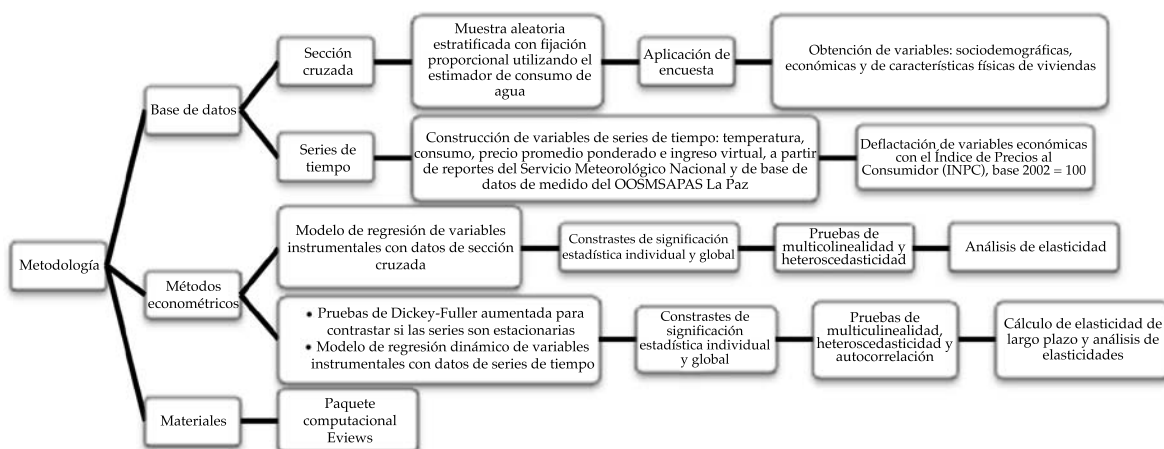 Metodología
Base de datos
Sección
cruzada
Muestra aleatoria
estratificada con fijación
proporcional utilizando el
estimador de consumo de
agua
Aplicación de
encuesta
Obtención de variables: sociodemográficas,
económicas y de características físicas de viviendas
Series de
tiempo
Construcción de variables de series de tiempo: temperatura,
consumo, precio promedio ponderado e ingreso virtual, a partir
de reportes del Servicio Meteorológico Nacional y de base de
datos de medido del OOSMSAPAS La Paz
Deflactación de variables económicas
con el Índice de Precios al
Consumidor (INPC), base 2002 = 100
Métodos
econométricos
Modelo de regresión de variables
instrumentales con datos de sección
cruzada
Constrastes de significación
estadística individual y global
Pruebas de
multicolinealidad y
heteroscedasticidad
Análisis de elasticidad
• Pruebas de Dickey-Fuller aumentada para
contrastar si las series son estacionarias
• Modelo de regresión dinámico de variables
instrumentales con datos de series de tiempo
Constrastes de
significación
estadística individual
y global
Pruebas de
multiculinealidad,
heteroscedasticidad y
autocorrelación
Cálculo de elasticidad de
largo plazo y análisis de
elasticidades
Materiales
Paquete
computacional
Eviews